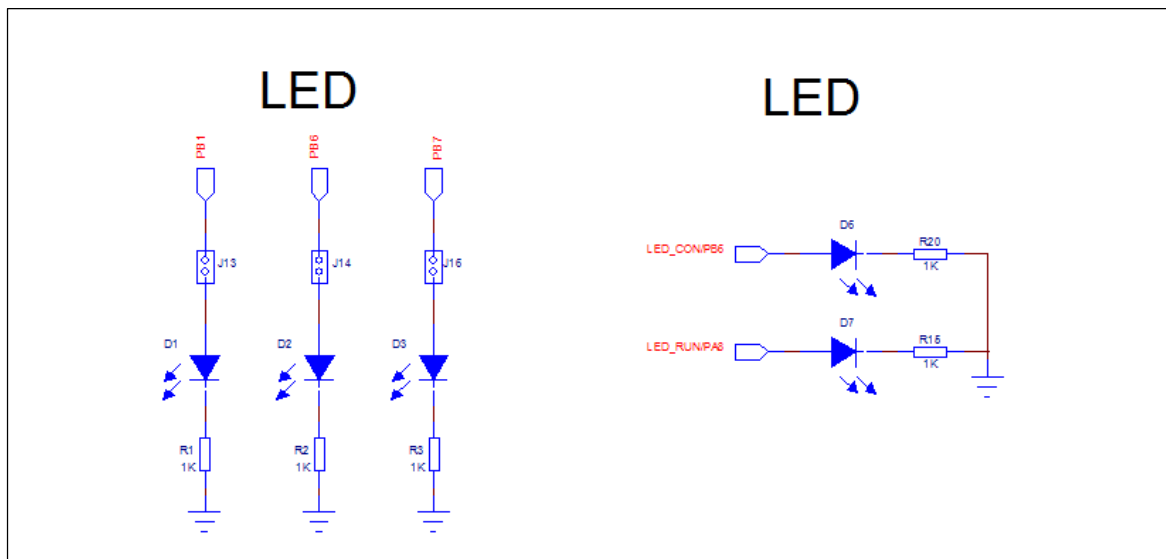 LED
PB1
PB6
PB7
J13
J14
J15
D1
D2
D3
R1
1K
R2
1K
R3
1K
LED
LED_CON/PB6
D6
R20
1K
LED_RUN/PA8
D7
R15
1K